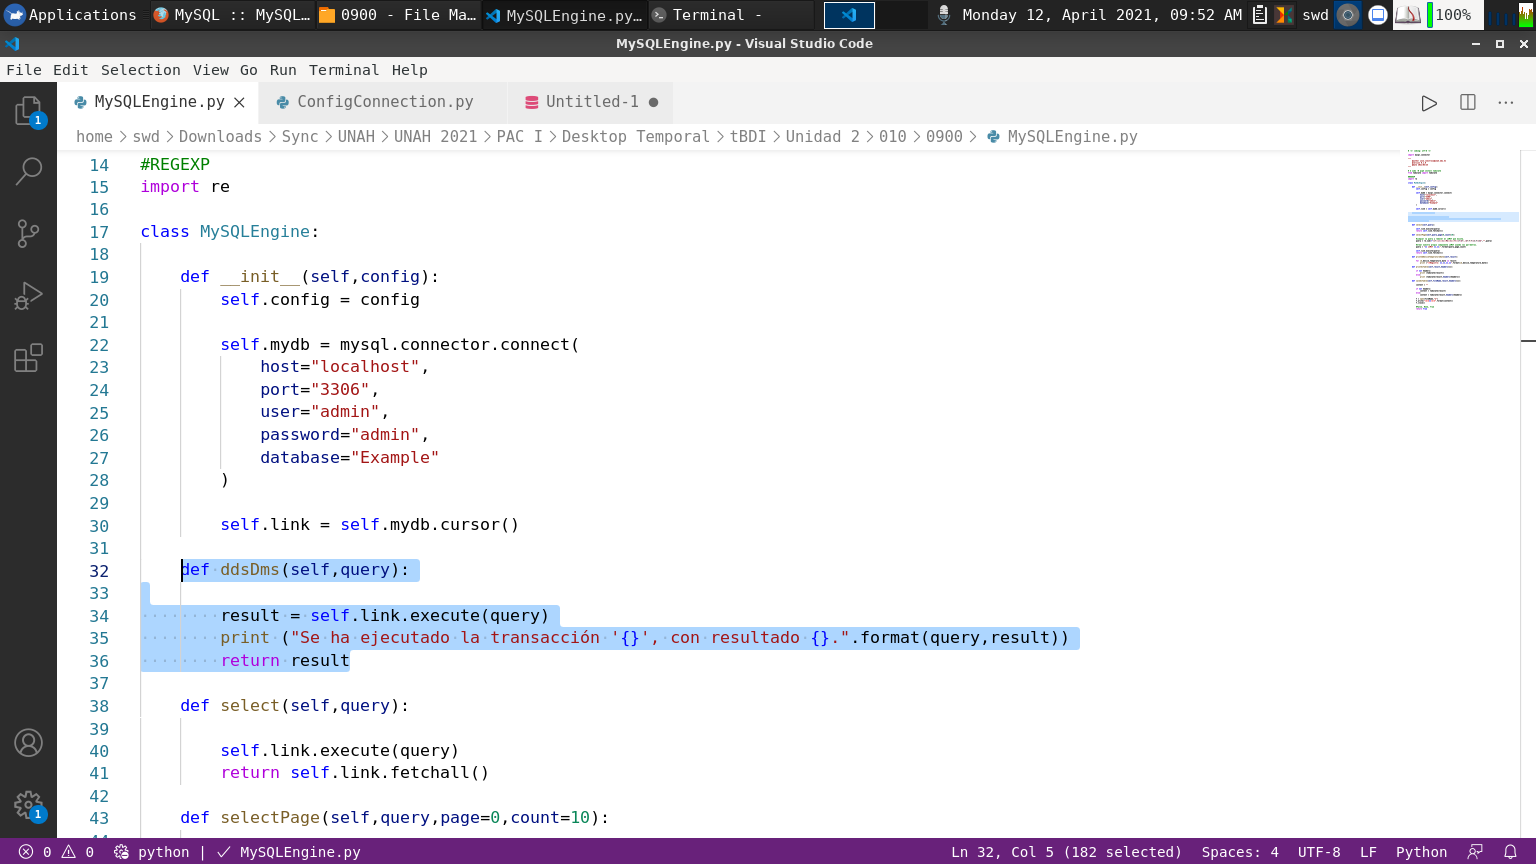 Applications MySQL :: MySQL… 0900 - File Ma… MySQLEngine.py… Terminal - Monday 12, April 2021, 09:52 AM swd 100%
MySQLEngine.py - Visual Studio Code
File Edit Selection View Go Run Terminal Help
MySQLEngine.py ConfigConnection.py Untitled-1
home > swd > Downloads > Sync > UNAH > UNAH 2021 > PAC I > Desktop Temporal > tBDI > Unidad 2 > 010 > 0900 > MySQLEngine.py
14 #REGEXP
15 import re
16
17 class MySQLEngine:
18
19 def __init__(self,config):
20 self.config = config
21
22 self.mydb = mysql.connector.connect(
23 host="localhost",
24 port="3306",
25 user="admin",
26 password="admin",
27 database="Example"
28 )
29
30 self.link = self.mydb.cursor()
31
32 def ddsDms(self,query):
33
34 result = self.link.execute(query)
35 print ("Se ha ejecutado la transacción '{}', con resultado {}.".format(query,result))
36 return result
37
38 def select(self,query):
39
40 self.link.execute(query)
41 return self.link.fetchall()
42
43 def selectPage(self,query,page=0,count=10):
1
1
0 0 python | MySQLEngine.py Ln 32, Col 5 (182 selected) Spaces: 4 UTF-8 LF Python